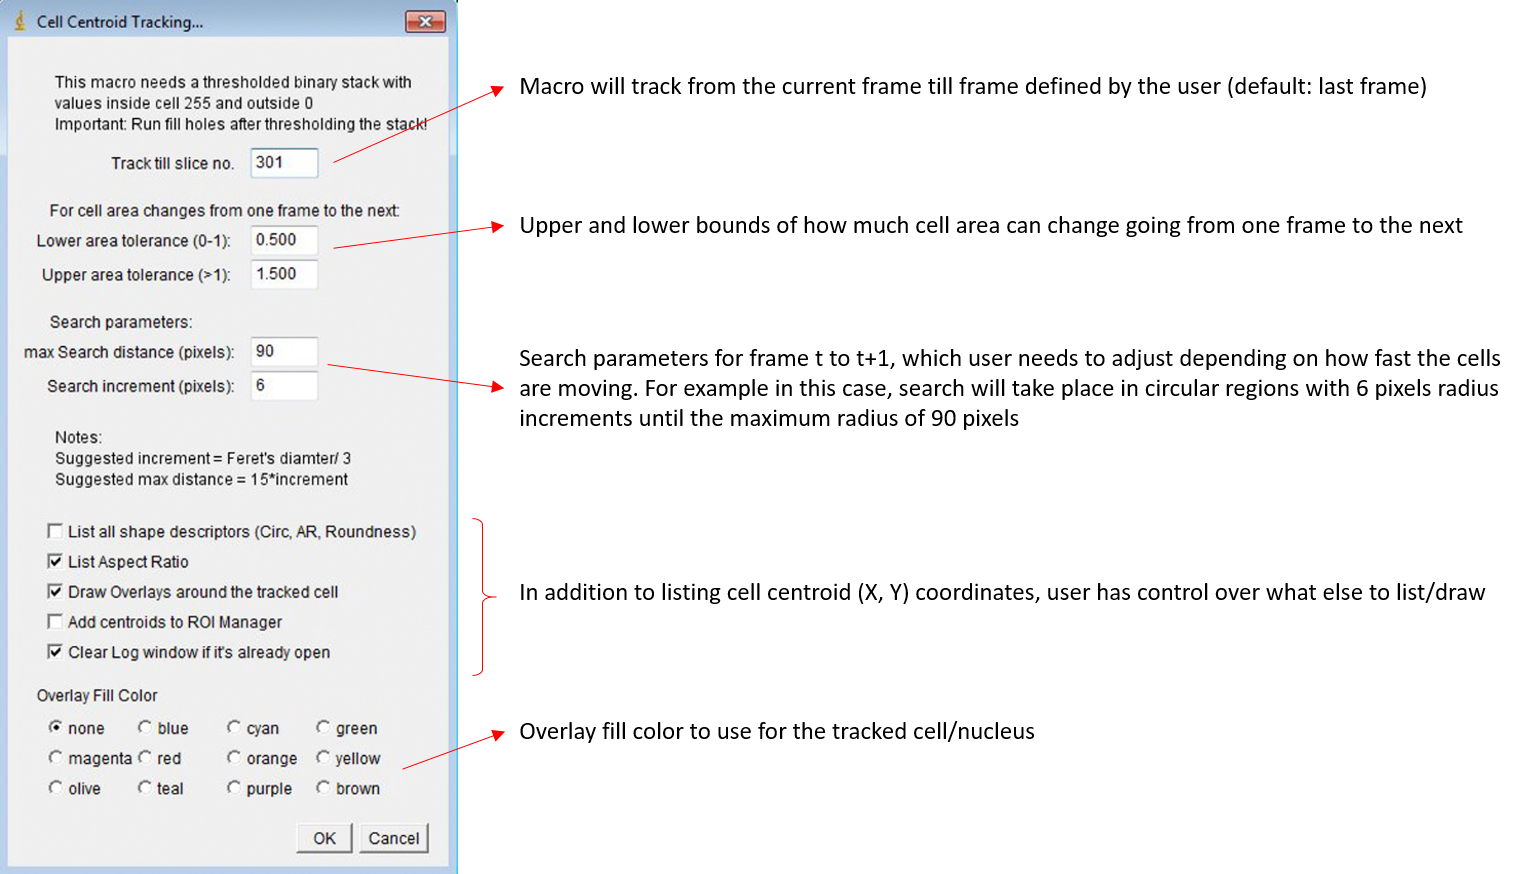 Cell Centroid Tracking...
This macro needs a thresholded binary stack with
values inside cell 255 and outside 0
Important: Run fill holes after thresholding the stack!
Macro will track from the current frame till frame defined by the user (default: last frame)
Track till slice no. 301
For cell area changes from one frame to the next:
Lower area tolerance (0-1): 0.500
Upper area tolerance (>1): 1.500
Upper and lower bounds of how much cell area can change going from one frame to the next
Search parameters:
max Search distance (pixels): 90
Search increment (pixels): 6
Search parameters for frame t to t+1, which user needs to adjust depending on how fast the cells
are moving. For example in this case, search will take place in circular regions with 6 pixels radius
increments until the maximum radius of 90 pixels
Notes:
Suggested increment = Feret's diamter/ 3
Suggested max distance = 15*increment
List all shape descriptors (Circ, AR, Roundness)
List Aspect Ratio
Draw Overlays around the tracked cell
Add centroids to ROI Manager
Clear Log window if it's already open
In addition to listing cell centroid (X, Y) coordinates, user has control over what else to list/draw
Overlay Fill Color
none blue cyan green
magenta red orange yellow
olive teal purple brown
Overlay fill color to use for the tracked cell/nucleus
OK Cancel